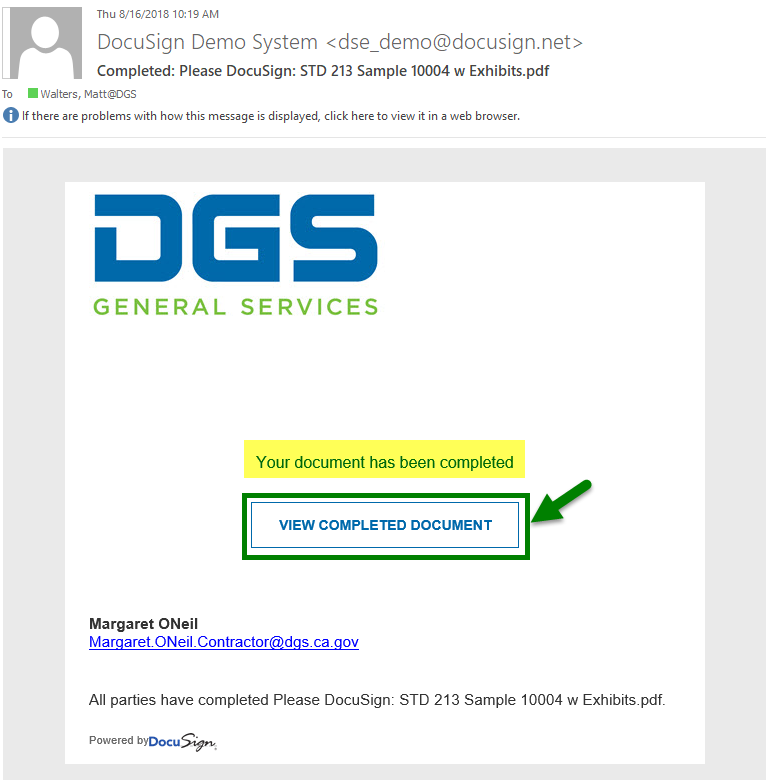 Thu 8/16/2018 10:19 AM
DocuSign Demo System <dse_demo@docusign.net>
Completed: Please DocuSign: STD 213 Sample 10004 w Exhibits.pdf
To Walters, Matt@DGS
If there are problems with how this message is displayed, click here to view it in a web browser.
DGS
GENERAL SERVICES
Your document has been completed
VIEW COMPLETED DOCUMENT
Margaret ONeil
Margaret.ONeil.Contractor@dgs.ca.gov
All parties have completed Please DocuSign: STD 213 Sample 10004 w Exhibits.pdf.
Powered by DocuSign